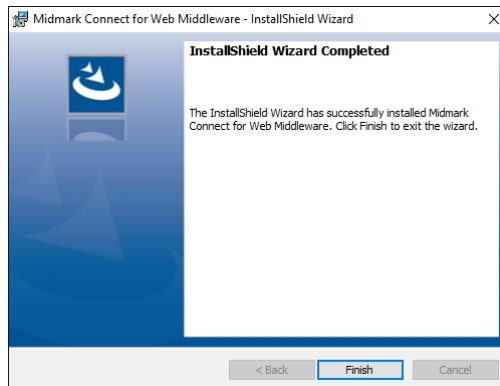 Midmark Connect for Web Middleware - InstallShield Wizard
InstallShield Wizard Completed
The InstallShield Wizard has successfully installed Midmark
Connect for Web Middleware. Click Finish to exit the wizard.
< Back Finish Cancel